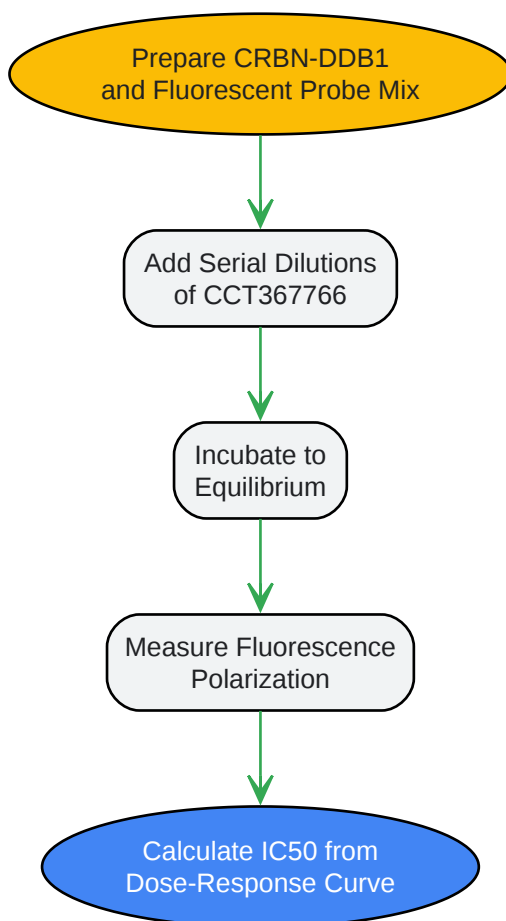 Prepare CRBN-DDB1
and Fluorescent Probe Mix
Add Serial Dilutions
of CCT367766
Incubate to
Equilibrium
Measure Fluorescence
Polarization
Calculate IC50 from
Dose-Response Curve